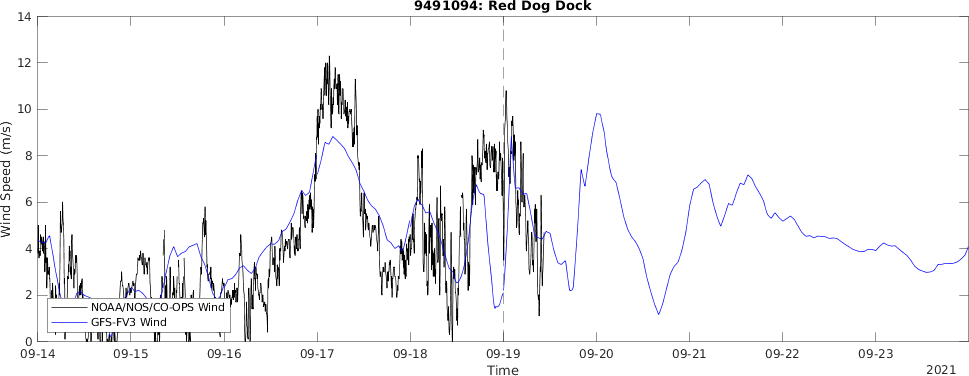 9491094: Red Dog Dock
Wind Speed (m/s)
14
12
10
8
6
4
2
0
NOAA/NOS/CO-OPS Wind
GFS-FV3 Wind
09-14 09-15 09-16 09-17 09-18 09-19 09-20 09-21 09-22 09-23
Time
2021